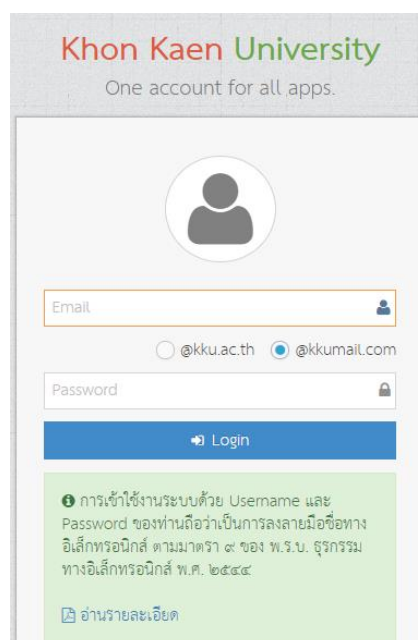 Khon Kaen University
One account for all apps.
Email
@kku.ac.th @kkumail.com
Password
Login
การเข้าใช้งานระบบด้วย Username และ
Password ของท่านถือว่าเป็นการลงลายมือชื่อทาง
อิเล็กทรอนิกส์ ตามมาตรา ๙ ของ พ.ร.บ. ธุรกรรม
ทางอิเล็กทรอนิกส์ พ.ศ. ๒๕๔๔
อ่านรายละเอียด